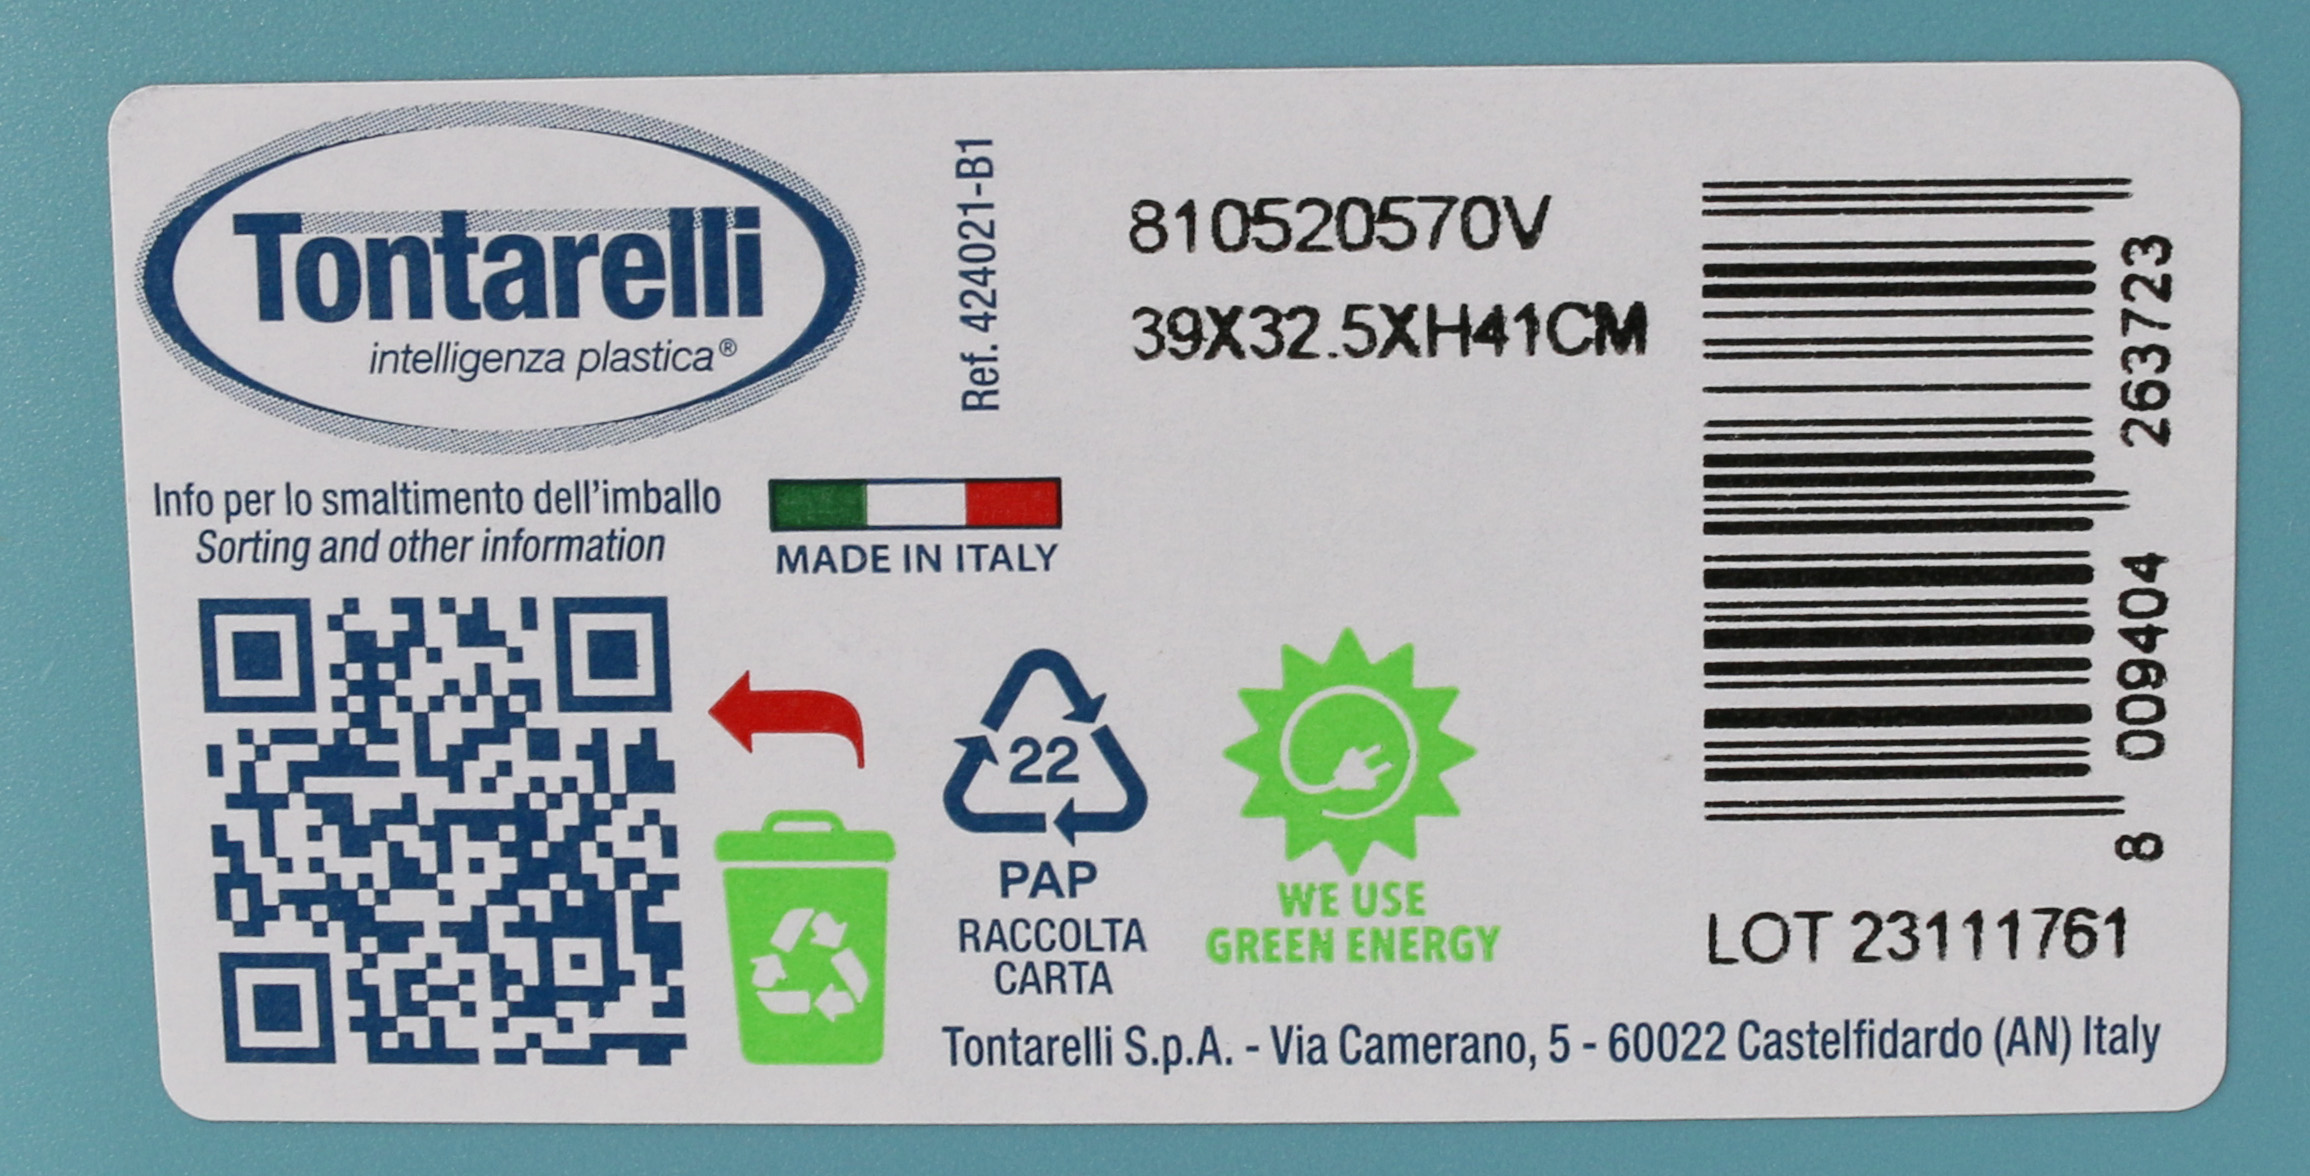 Tontarelli
intelligenza plastica®
Ref. 424021-B1
810520570V
39X32.5XH41CM
Info per lo smaltimento dell'imballo
Sorting and other information
MADE IN ITALY
22
PAP
RACCOLTA
CARTA
WE USE
GREEN ENERGY
8 009404 263723
LOT 23111761
Tontarelli S.p.A. - Via Camerano, 5 - 60022 Castelfidardo (AN) Italy